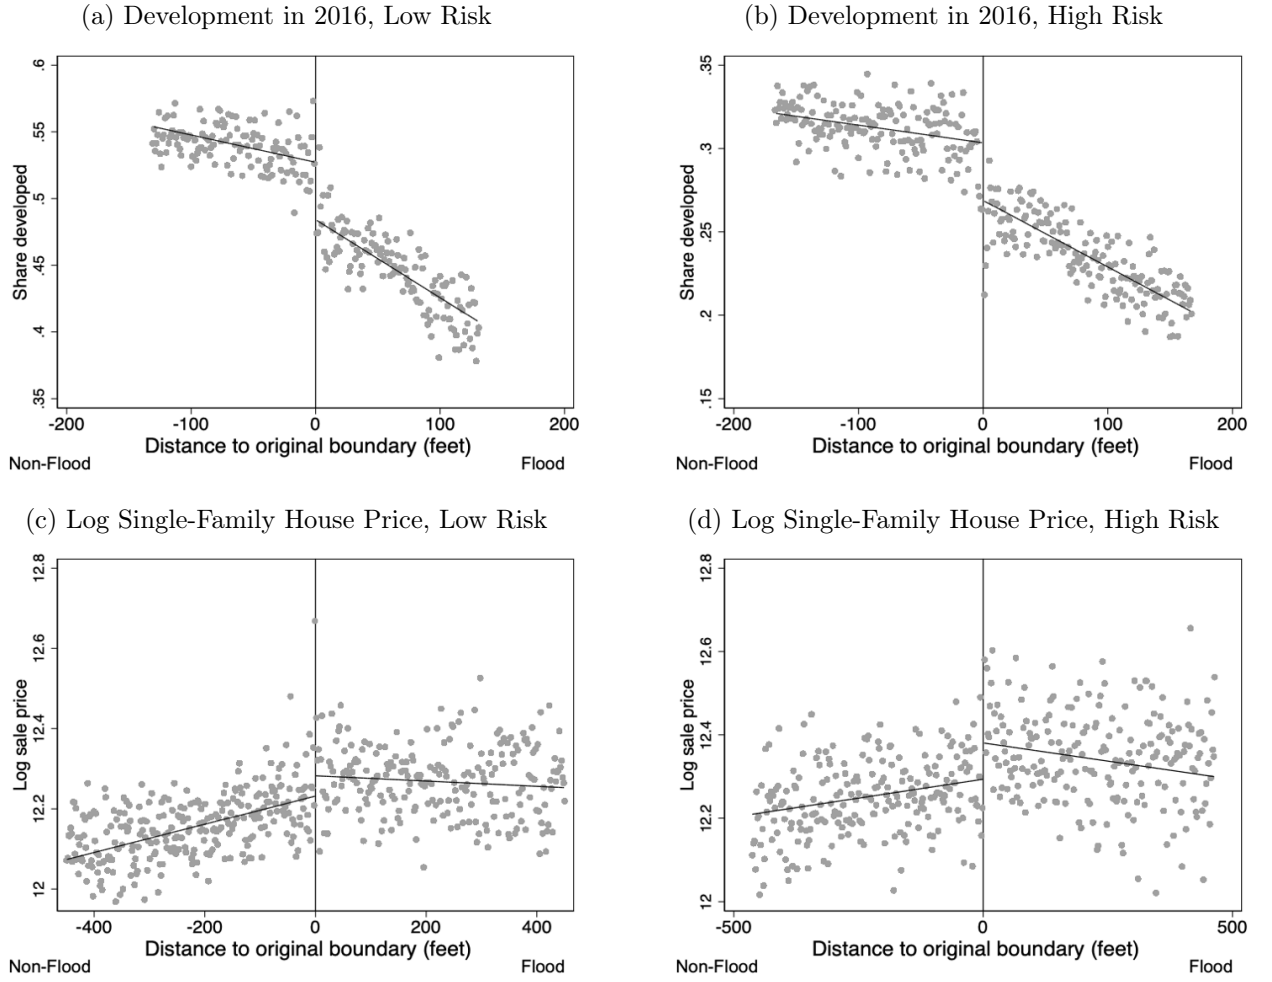 (a) Development in 2016, Low Risk
Share developed
.6
.55
.5
.45
.4
.35
-200 -100 0 100 200
Distance to original boundary (feet)
Non-Flood Flood
(b) Development in 2016, High Risk
Share developed
.35
.3
.25
.2
.15
-200 -100 0 100 200
Distance to original boundary (feet)
Non-Flood Flood
(c) Log Single-Family House Price, Low Risk
Log sale price
12.8
12.6
12.4
12.2
12
-400 -200 0 200 400
Distance to original boundary (feet)
Non-Flood Flood
(d) Log Single-Family House Price, High Risk
Log sale price
12.8
12.6
12.4
12.2
12
-500 0 500
Distance to original boundary (feet)
Non-Flood Flood